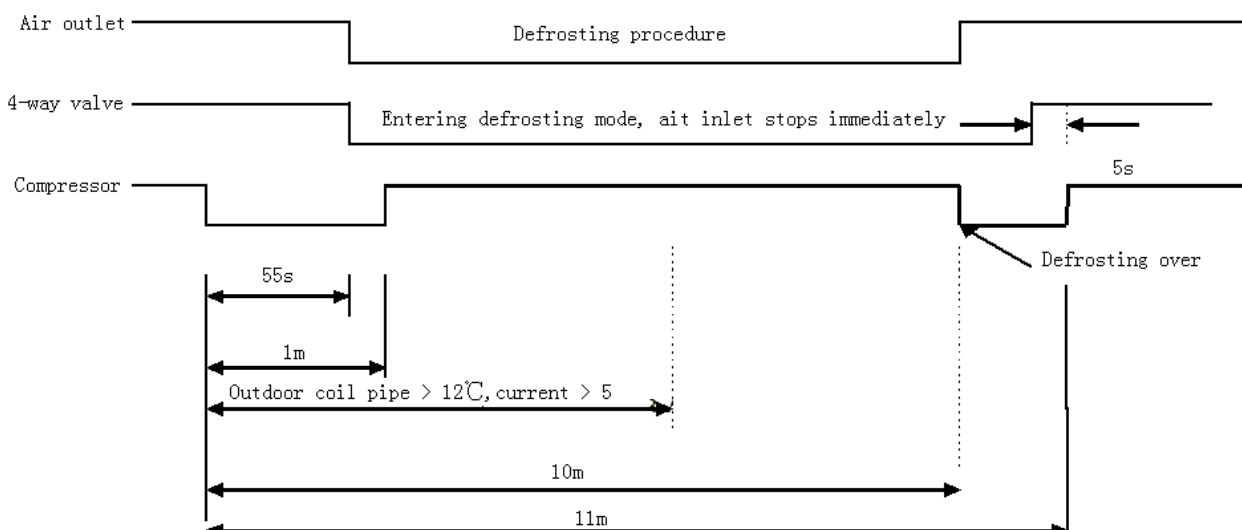 Air outlet
Defrosting procedure
4-way valve
Entering defrosting mode, ait inlet stops immediately
Compressor
5s
Defrosting over
55s
1m
Outdoor coil pipe > 12℃, current > 5
10m
11m